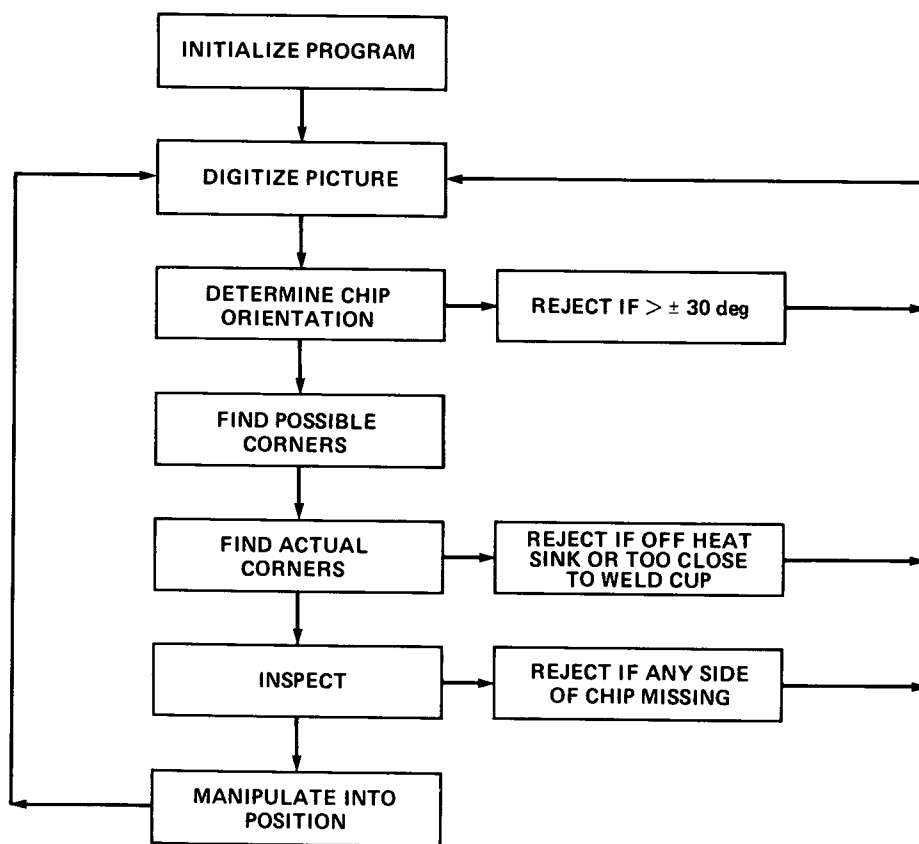 INITIALIZE PROGRAM
DIGITIZE PICTURE
DETERMINE CHIP
ORIENTATION
REJECT IF > ± 30 deg
FIND POSSIBLE
CORNERS
FIND ACTUAL
CORNERS
REJECT IF OFF HEAT
SINK OR TOO CLOSE
TO WELD CUP
INSPECT
REJECT IF ANY SIDE
OF CHIP MISSING
MANIPULATE INTO
POSITION